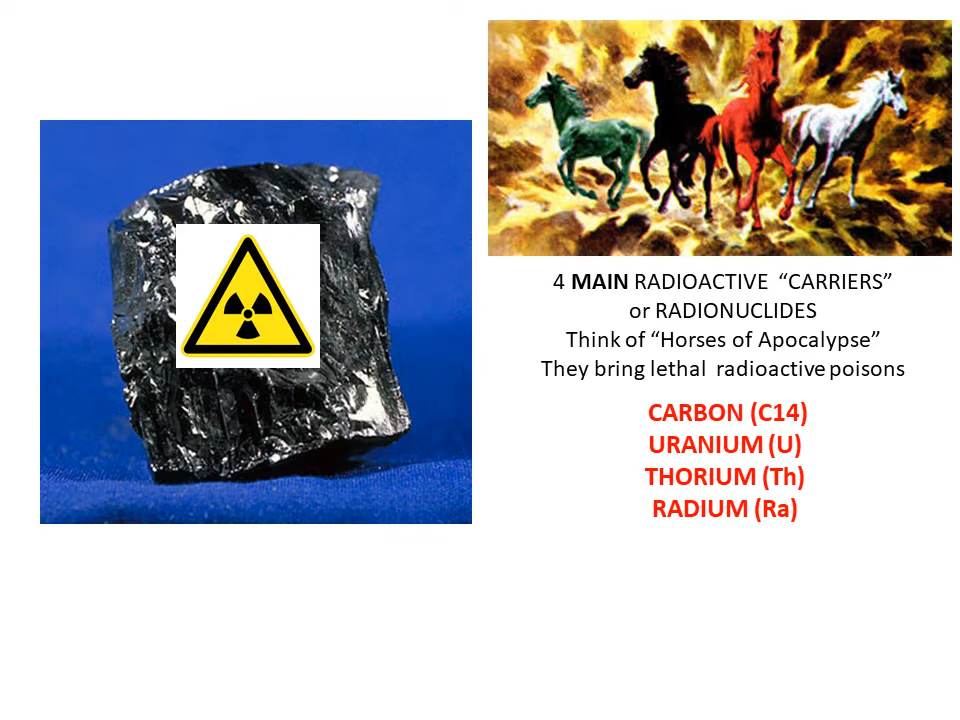 4 MAIN RADIOACTIVE “CARRIERS”
or RADIONUCLIDES
Think of “Horses of Apocalypse”
They bring lethal radioactive poisons
CARBON (C14)
URANIUM (U)
THORIUM (Th)
RADIUM (Ra)